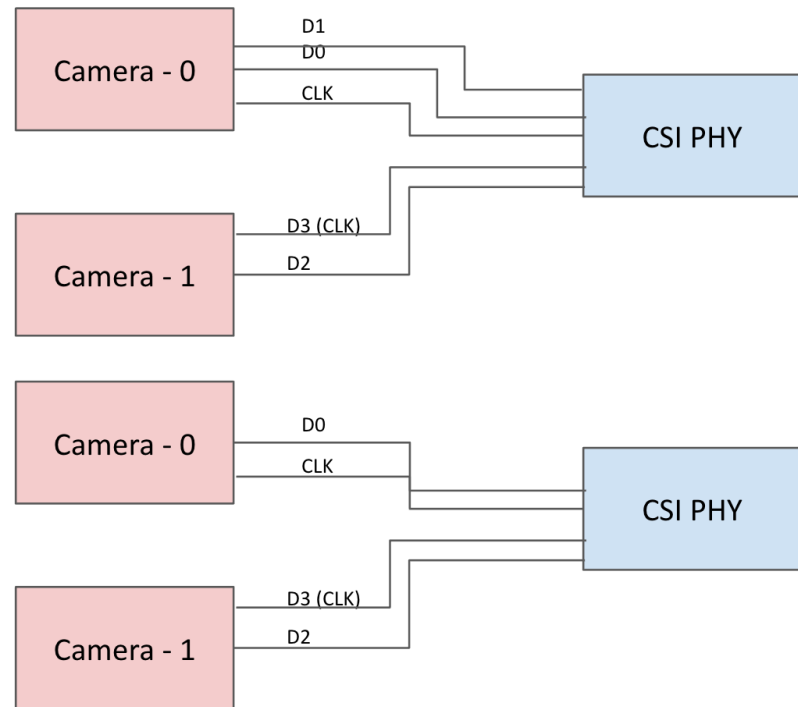 D1
D0
Camera - 0
CLK
CSI PHY
D3 (CLK)
D2
Camera - 1
D0
Camera - 0
CLK
CSI PHY
D3 (CLK)
D2
Camera - 1